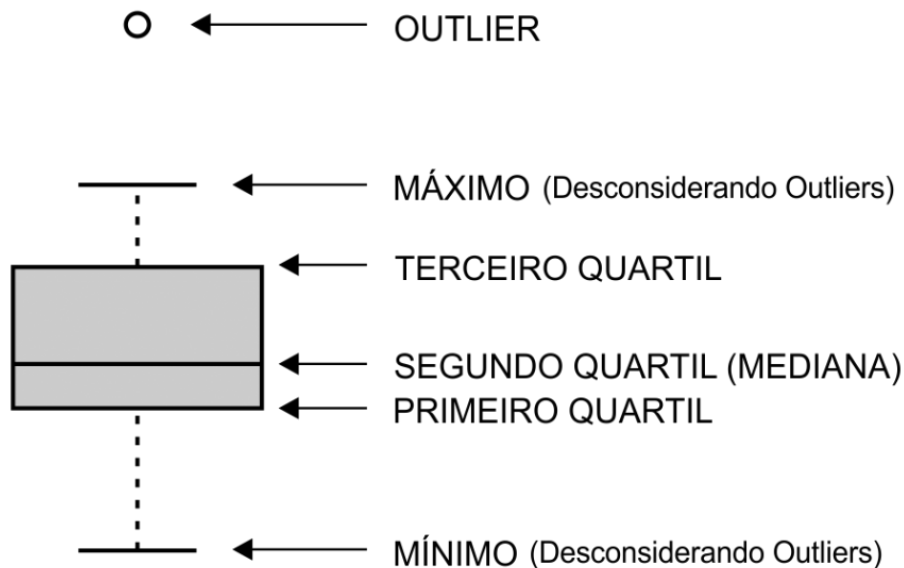 OUTLIER
MÁXIMO (Desconsiderando Outliers)
TERCEIRO QUARTIL
SEGUNDO QUARTIL (MEDIANA)
PRIMEIRO QUARTIL
MÍNIMO (Desconsiderando Outliers)